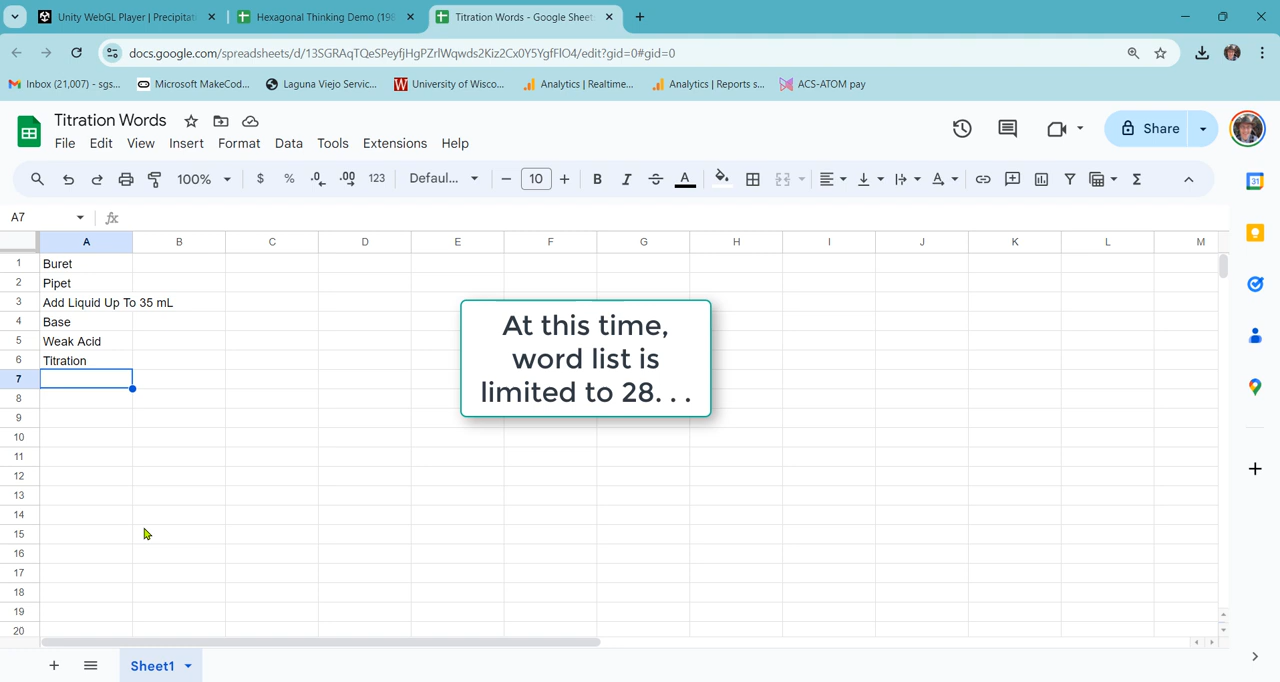 Unity WebGL Player | Precipitat
Hexagonal Thinking Demo (198
Titration Words - Google Sheets
docs.google.com/spreadsheets/d/13SGRAqTQeSPeyfjHgPZrlWqwds2Kiz2Cx0Y5YgfFlO4/edit?gid=0#gid=0
Inbox (21,007) - sgs...
Microsoft MakeCod...
Laguna Viejo Servic...
University of Wisco...
Analytics | Realtime...
Analytics | Reports s...
ACS-ATOM pay
Titration Words
File Edit View Insert Format Data Tools Extensions Help
Share
100% $ % .0 .00 123 Defaul... 10 B I A
A7
fx
A B C D E F G H I J K L M
1 Buret
2 Pipet
3 Add Liquid Up To 35 mL
4 Base
5 Weak Acid
6 Titration
7
8
9
10
11
12
13
14
15
16
17
18
19
20
At this time,
word list is
limited to 28. . .
31
Sheet1